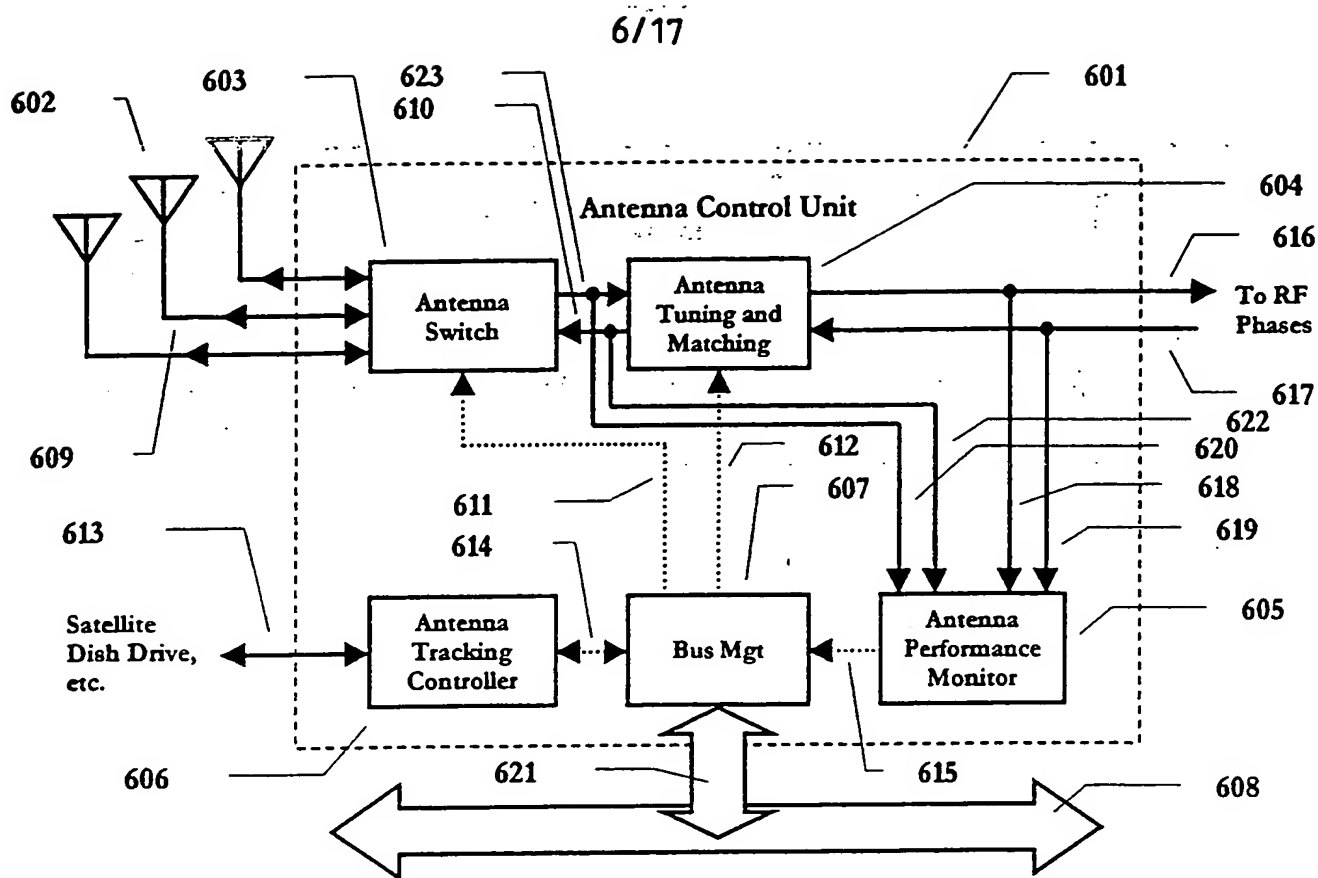 6/17
623
603
601
610
602
604
Antenna Control Unit
616
Antenna
Switch
Antenna
Tuning and
Matching
To RF
Phases
617
622
612
620
609
607
618
611
613
619
614
605
Satellite
Dish Drive,
etc.
Antenna
Tracking
Controller
Bus Mgt
Antenna
Performance
Monitor
606
621
615
608